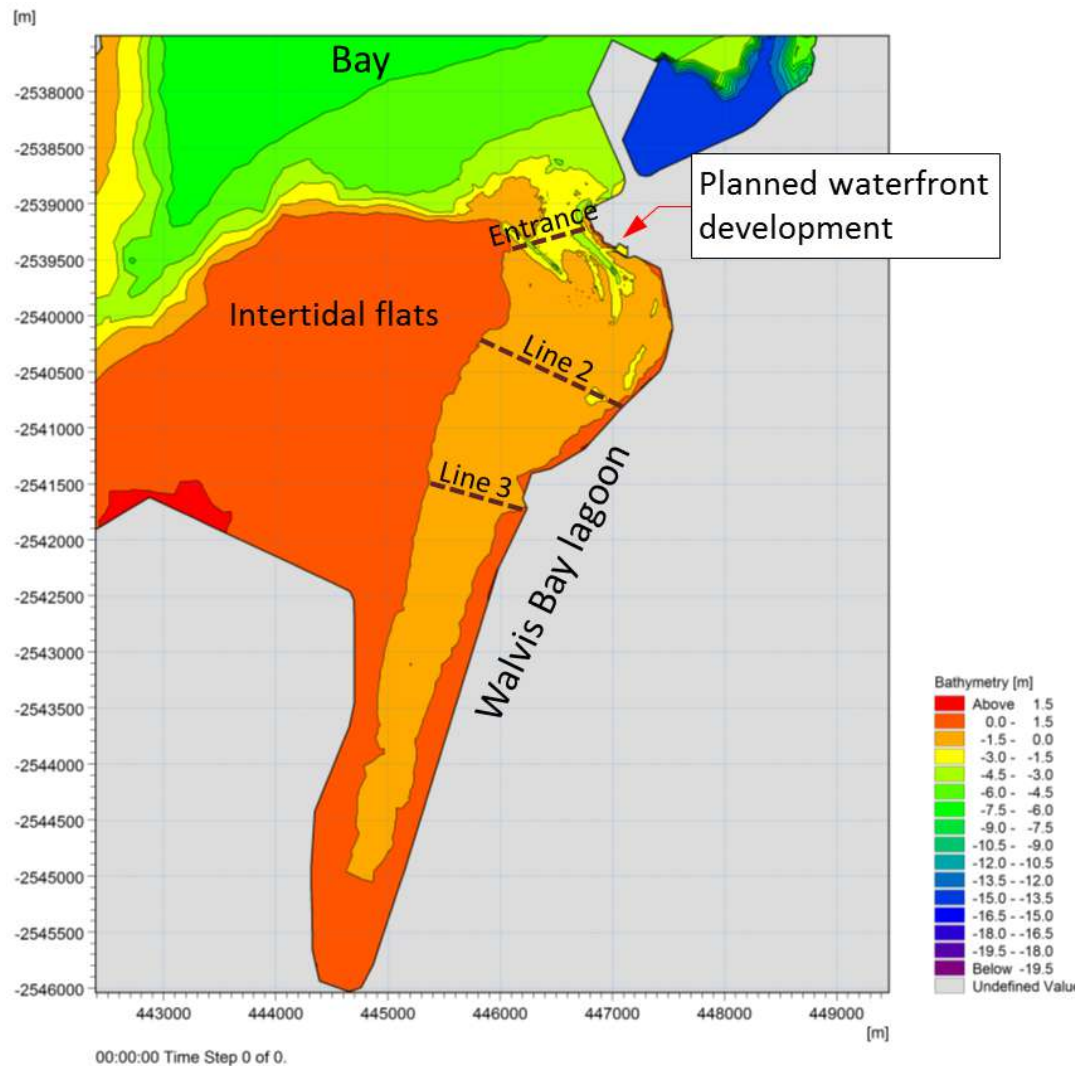 [m]
Bay
-2538000
-2538500
-2539000
-2539500
-2540000
-2540500
-2541000
-2541500
-2542000
-2542500
-2543000
-2543500
-2544000
-2544500
-2545000
-2545500
-2546000
Planned waterfront
development
Entrance
Intertidal flats
Line 2
Line 3
Walvis Bay lagoon
443000 444000 445000 446000 447000 448000 449000
[m]
Bathymetry [m]
Above 1.5
0.0 - 1.5
-1.5 - 0.0
-3.0 - -1.5
-4.5 - -3.0
-6.0 - -4.5
-7.5 - -6.0
-9.0 - -7.5
-10.5 - -9.0
-12.0 - -10.5
-13.5 - -12.0
-15.0 - -13.5
-16.5 - -15.0
-18.0 - -16.5
-19.5 - -18.0
Below -19.5
Undefined Value
00:00:00 Time Step 0 of 0.